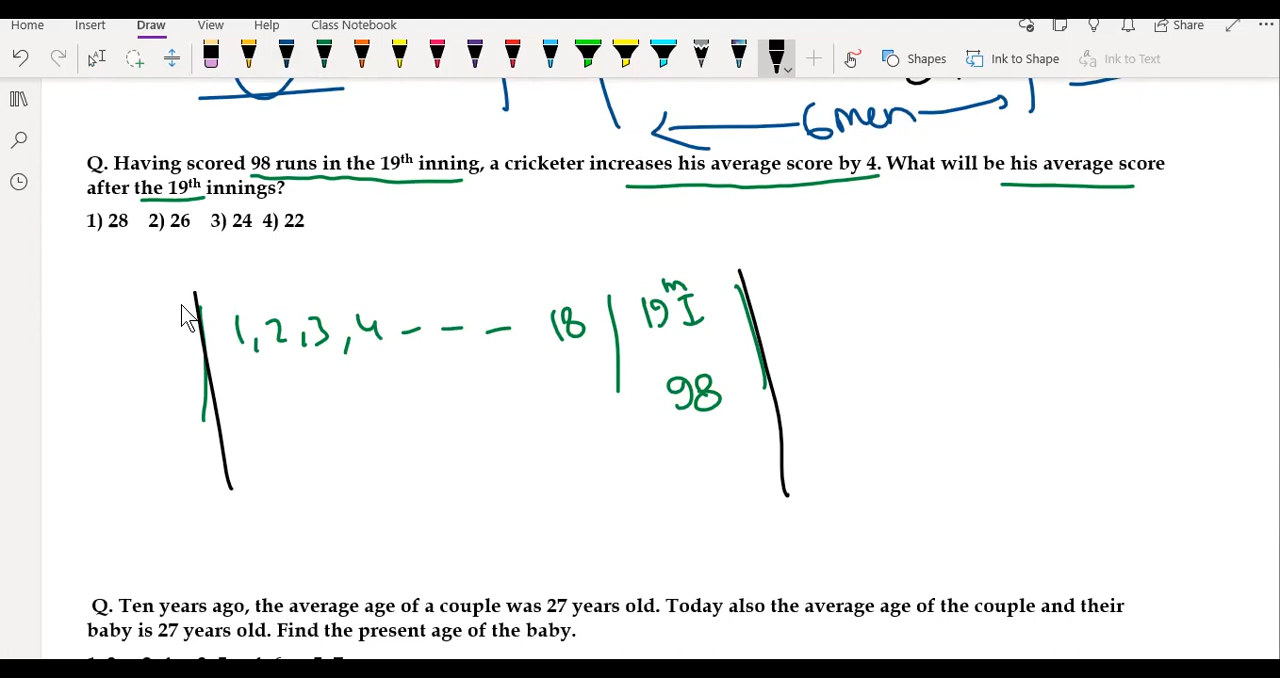 Home Insert Draw View Help Class Notebook Share
Shapes Ink to Shape Ink to Text
6men
Q. Having scored 98 runs in the 19th inning, a cricketer increases his average score by 4. What will be his average score
after the 19th innings?
1) 28 2) 26 3) 24 4) 22
1, 2, 3, 4 - - - 18 19 I
98
Q. Ten years ago, the average age of a couple was 27 years old. Today also the average age of the couple and their
baby is 27 years old. Find the present age of the baby.